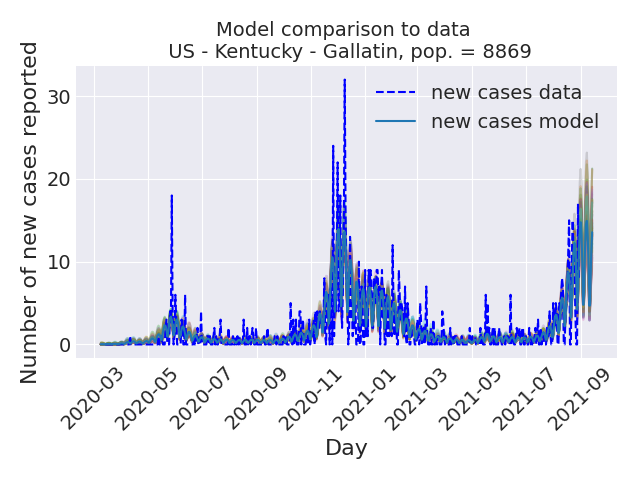 Model comparison to data
US - Kentucky - Gallatin, pop. = 8869
Number of new cases reported
30
20
10
0
new cases data
new cases model
2020-03
2020-05
2020-07
2020-09
2020-11
2021-01
2021-03
2021-05
2021-07
2021-09
Day